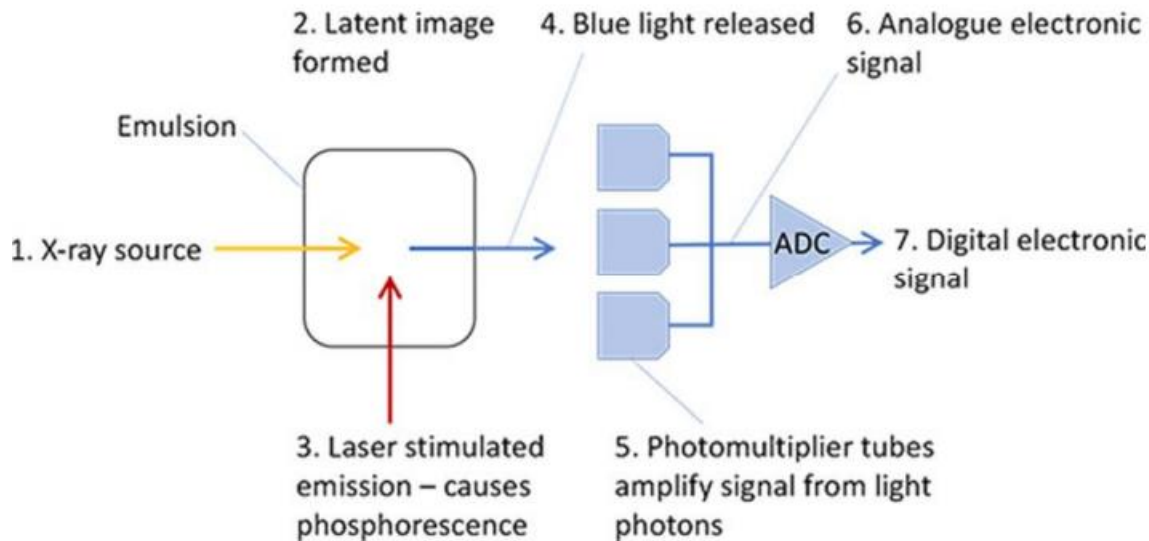 2. Latent image
formed
4. Blue light released
6. Analogue electronic
signal
Emulsion
1. X-ray source
ADC
7. Digital electronic
signal
3. Laser stimulated
emission – causes
phosphorescence
5. Photomultiplier tubes
amplify signal from light
photons